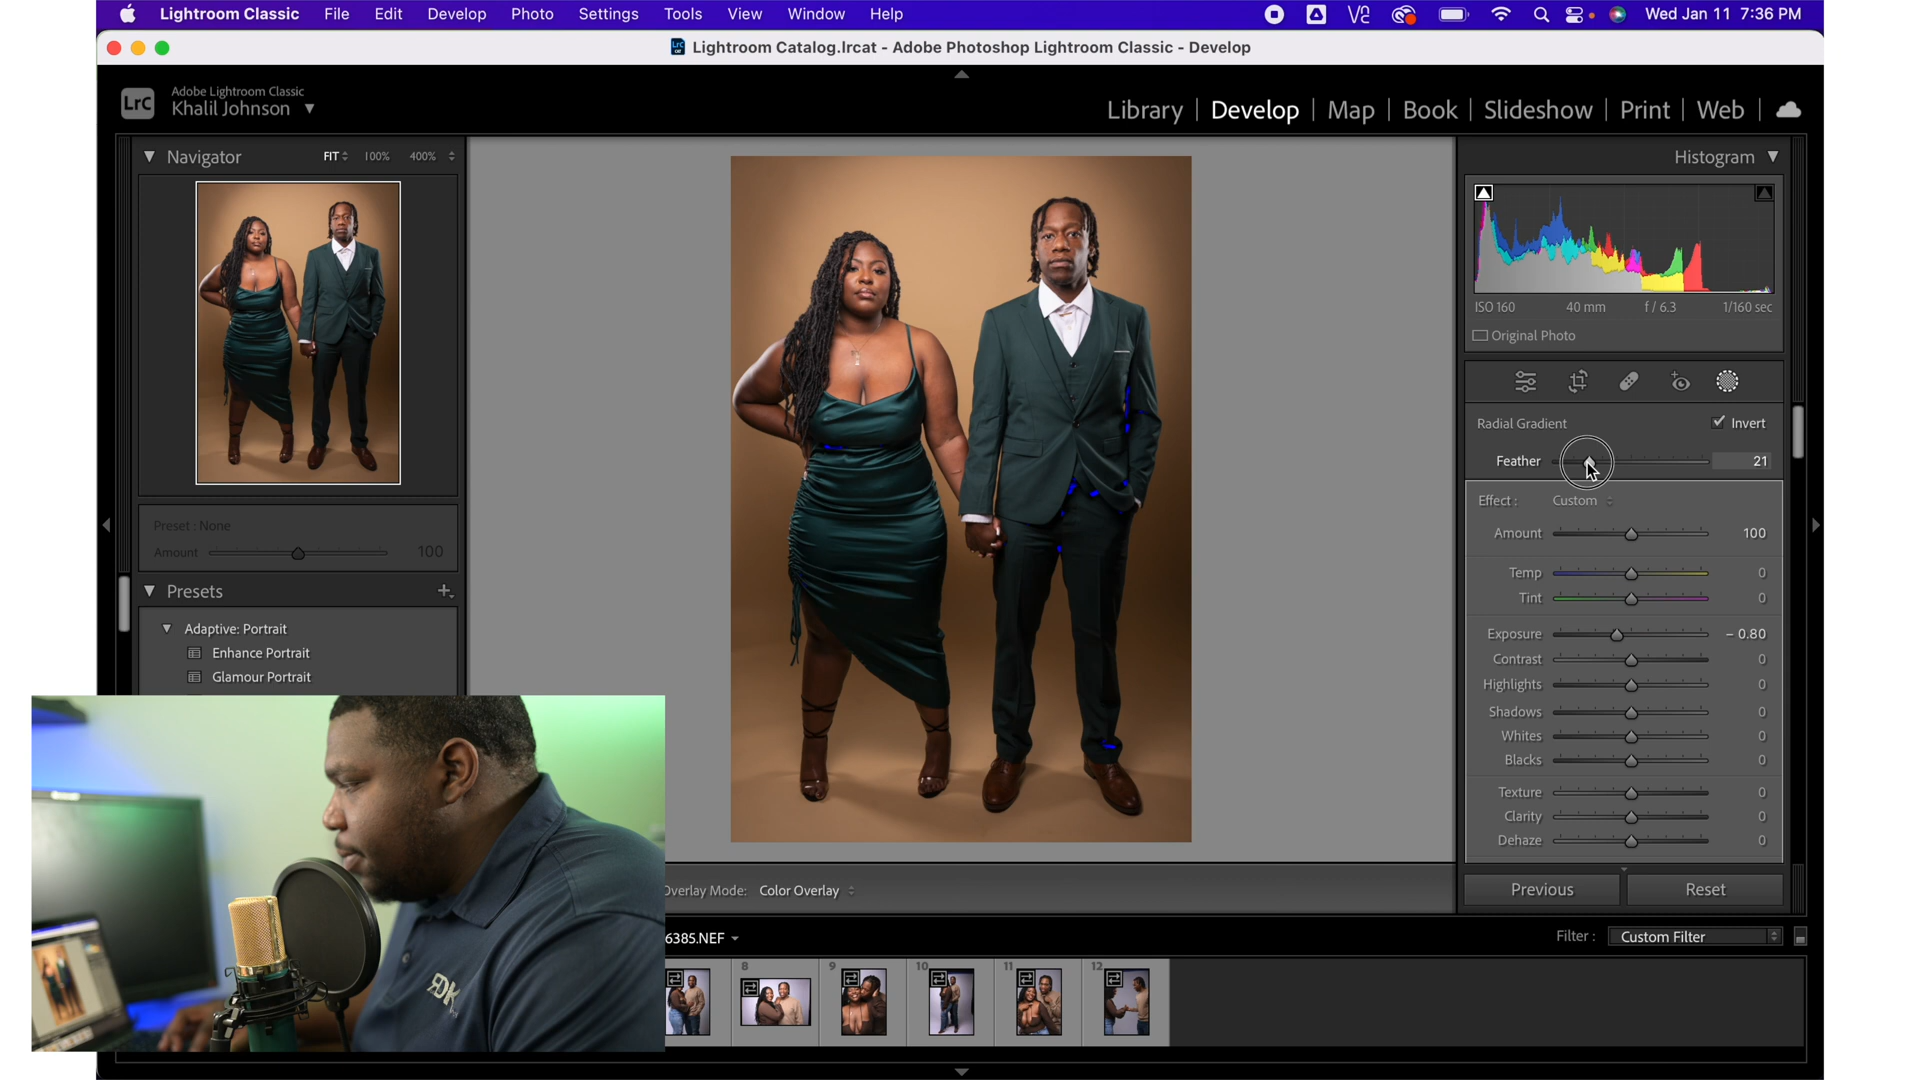 Lightroom Classic File Edit Develop Photo Settings Tools View Window Help Wed Jan 11 7:36 PM
Lightroom Catalog.lrcat - Adobe Photoshop Lightroom Classic - Develop
LrC
Adobe Lightroom Classic
Khalil Johnson
Library | Develop | Map | Book | Slideshow | Print | Web |
Navigator FIT 100% 400%
Histogram
ISO 160 40 mm f / 6.3 1/160 sec
Original Photo
Radial Gradient Invert
Feather 21
Effect : Custom
Amount 100
Temp 0
Tint 0
Exposure – 0.80
Contrast 0
Highlights 0
Shadows 0
Whites 0
Blacks 0
Texture 0
Clarity 0
Dehaze 0
Previous Reset
Preset : None
Amount 100
Presets
Adaptive: Portrait
Enhance Portrait
Glamour Portrait
Overlay Mode: Color Overlay
6385.NEF
Filter : Custom Filter
8 9 10 11 12